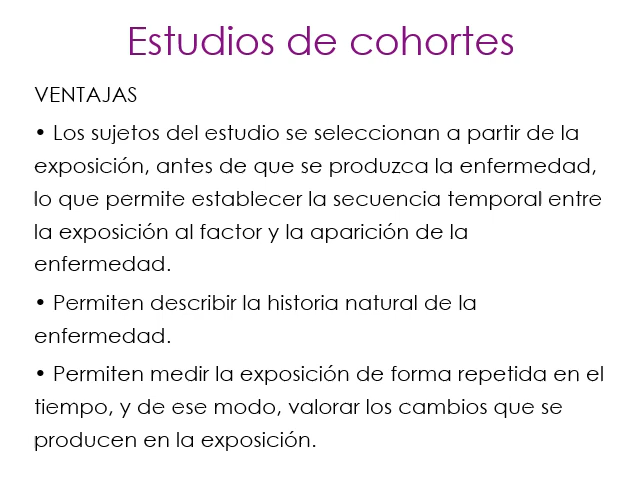 Estudios de cohortes
VENTAJAS
• Los sujetos del estudio se seleccionan a partir de la
exposición, antes de que se produzca la enfermedad,
lo que permite establecer la secuencia temporal entre
la exposición al factor y la aparición de la
enfermedad.
• Permiten describir la historia natural de la
enfermedad.
• Permiten medir la exposición de forma repetida en el
tiempo, y de ese modo, valorar los cambios que se
producen en la exposición.